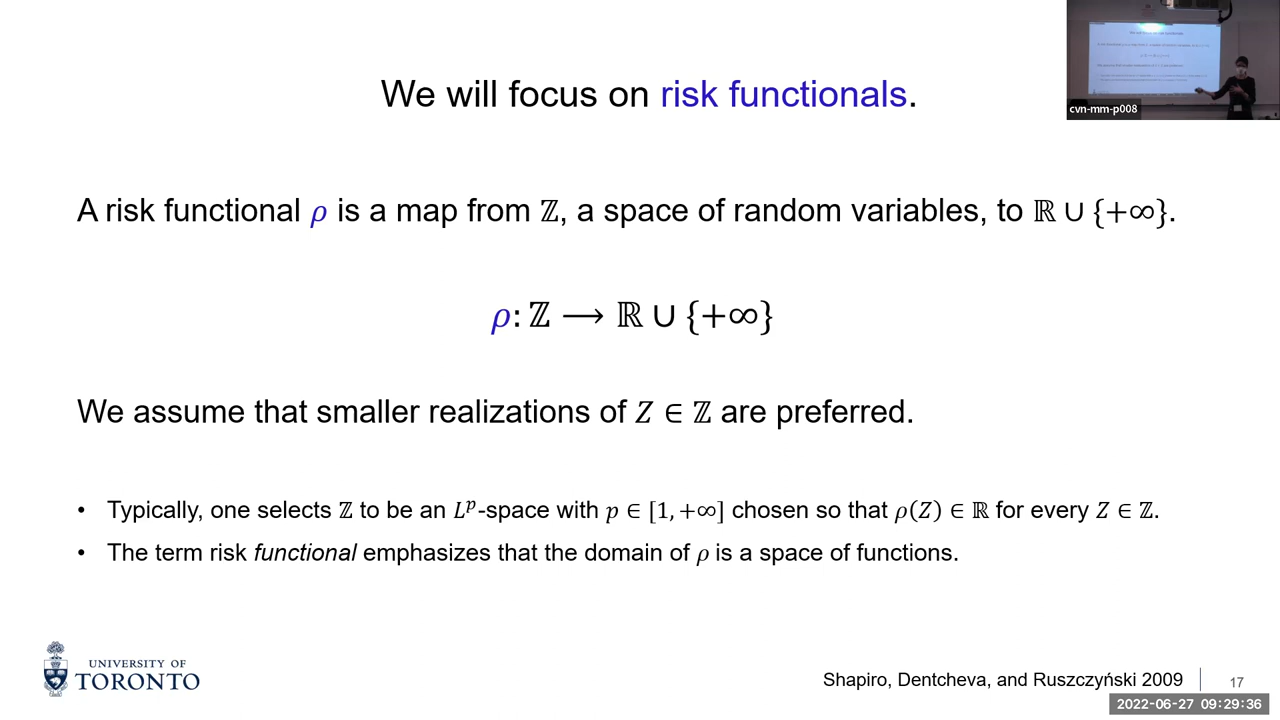 We will focus on risk functionals.
cvn-mm-p008
A risk functional ρ is a map from ℤ, a space of random variables, to ℝ ∪ {+∞}.
ρ: ℤ ⟶ ℝ ∪ {+∞}
We assume that smaller realizations of Z ∈ ℤ are preferred.
• Typically, one selects ℤ to be an Lᵖ-space with p ∈ [1, +∞] chosen so that ρ(Z) ∈ ℝ for every Z ∈ ℤ.
• The term risk functional emphasizes that the domain of ρ is a space of functions.
UNIVERSITY OF
TORONTO
Shapiro, Dentcheva, and Ruszczyński 2009
17
2022-06-27 09:29:36